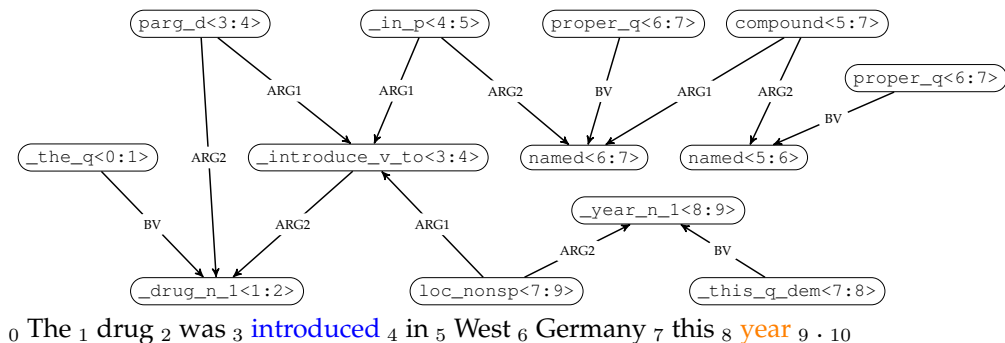 parg_d<3:4> _in_p<4:5> proper_q<6:7> compound<5:7>
proper_q<6:7>
ARG1 ARG1 ARG2 BV ARG1 ARG2
BV
_the_q<0:1> ARG2 _introduce_v_to<3:4> named<6:7> named<5:6>
_year_n_1<8:9>
BV ARG2 ARG1 ARG2 BV
_drug_n_1<1:2> loc_nonsp<7:9> _this_q_dem<7:8>
0 The 1 drug 2 was 3 introduced 4 in 5 West 6 Germany 7 this 8 year 9 . 10